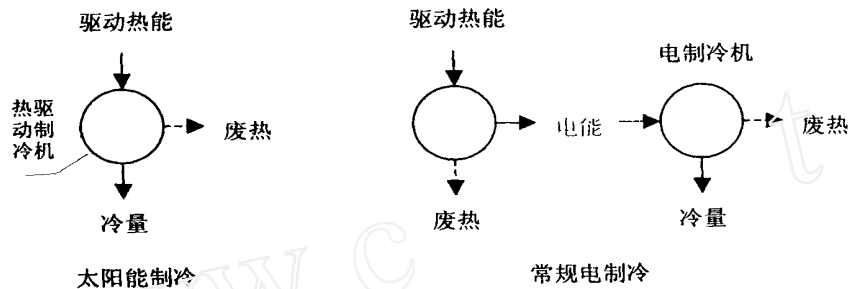 驱动热能
热驱
动制
冷机
废热
冷量
太阳能制冷
驱动热能
电制冷机
电能
废热
废热
冷量
常规电制冷